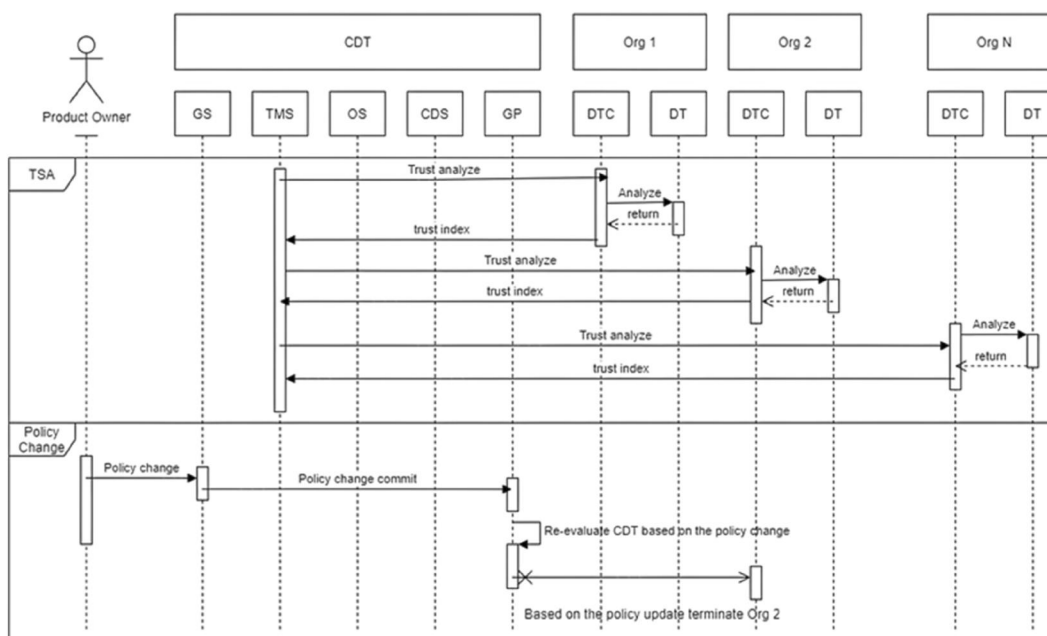 CDT
Org 1
Org 2
Org N
Product Owner
GS
TMS
OS
CDS
GP
DTC
DT
DTC
DT
DTC
DT
TSA
Trust analyze
Analyze
return
trust index
Trust analyze
Analyze
trust index
return
Trust analyze
Analyze
return
trust index
Policy
Change
Policy change
Policy change commit
Re-evaluate CDT based on the policy change
Based on the policy update terminate Org 2